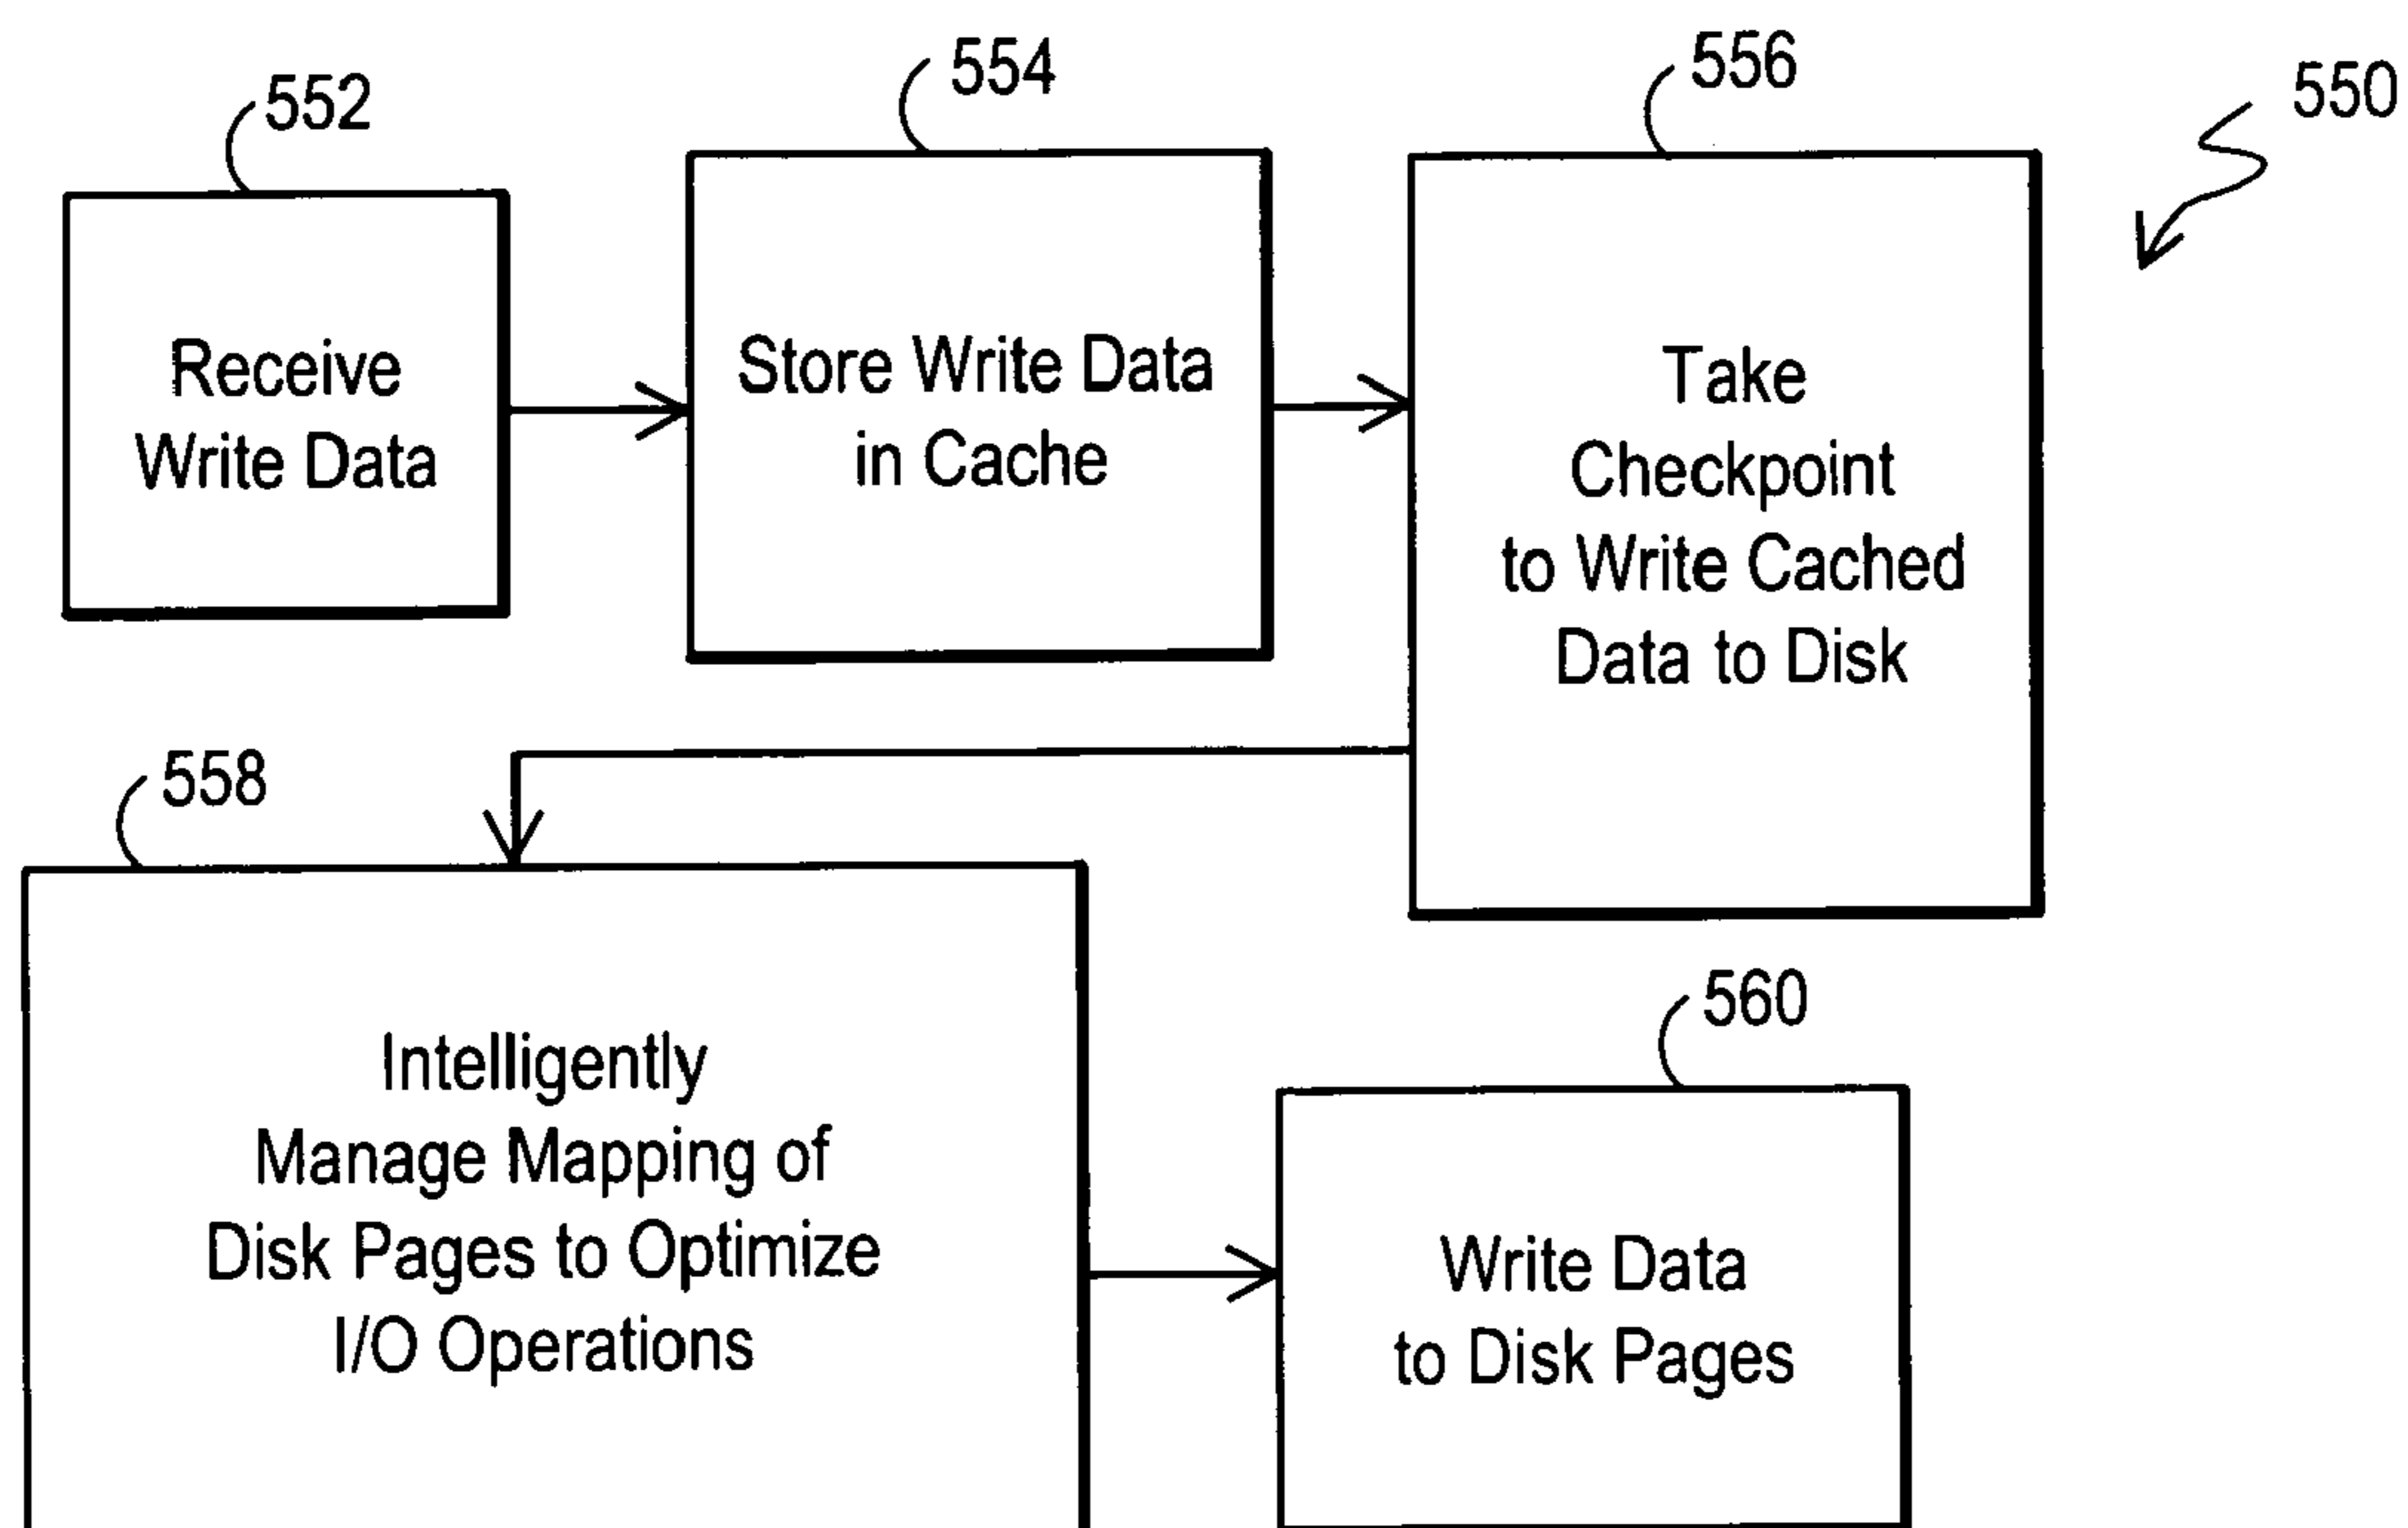 552
554
556
550
Receive
Write Data
Store Write Data
in Cache
Take
Checkpoint
to Write Cached
Data to Disk
558
Intelligently
Manage Mapping of
Disk Pages to Optimize
I/O Operations
560
Write Data
to Disk Pages